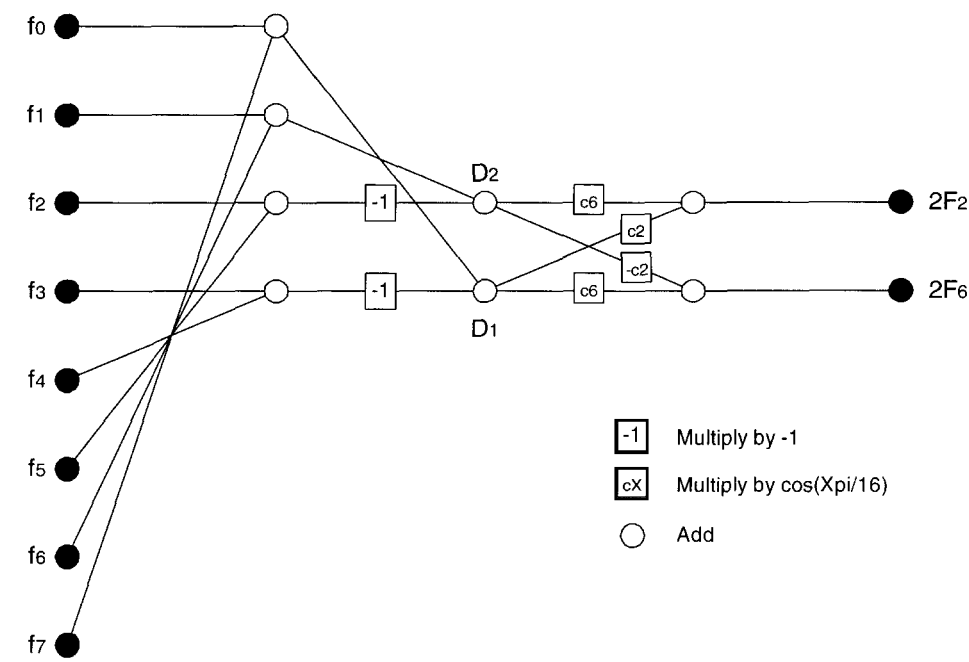 f0
f1
D2
f2 -1 c6 2F2
c2
-c2
f3 -1 c6 2F6
D1
f4
-1 Multiply by -1
f5
cX Multiply by cos(Xpi/16)
Add
f6
f7